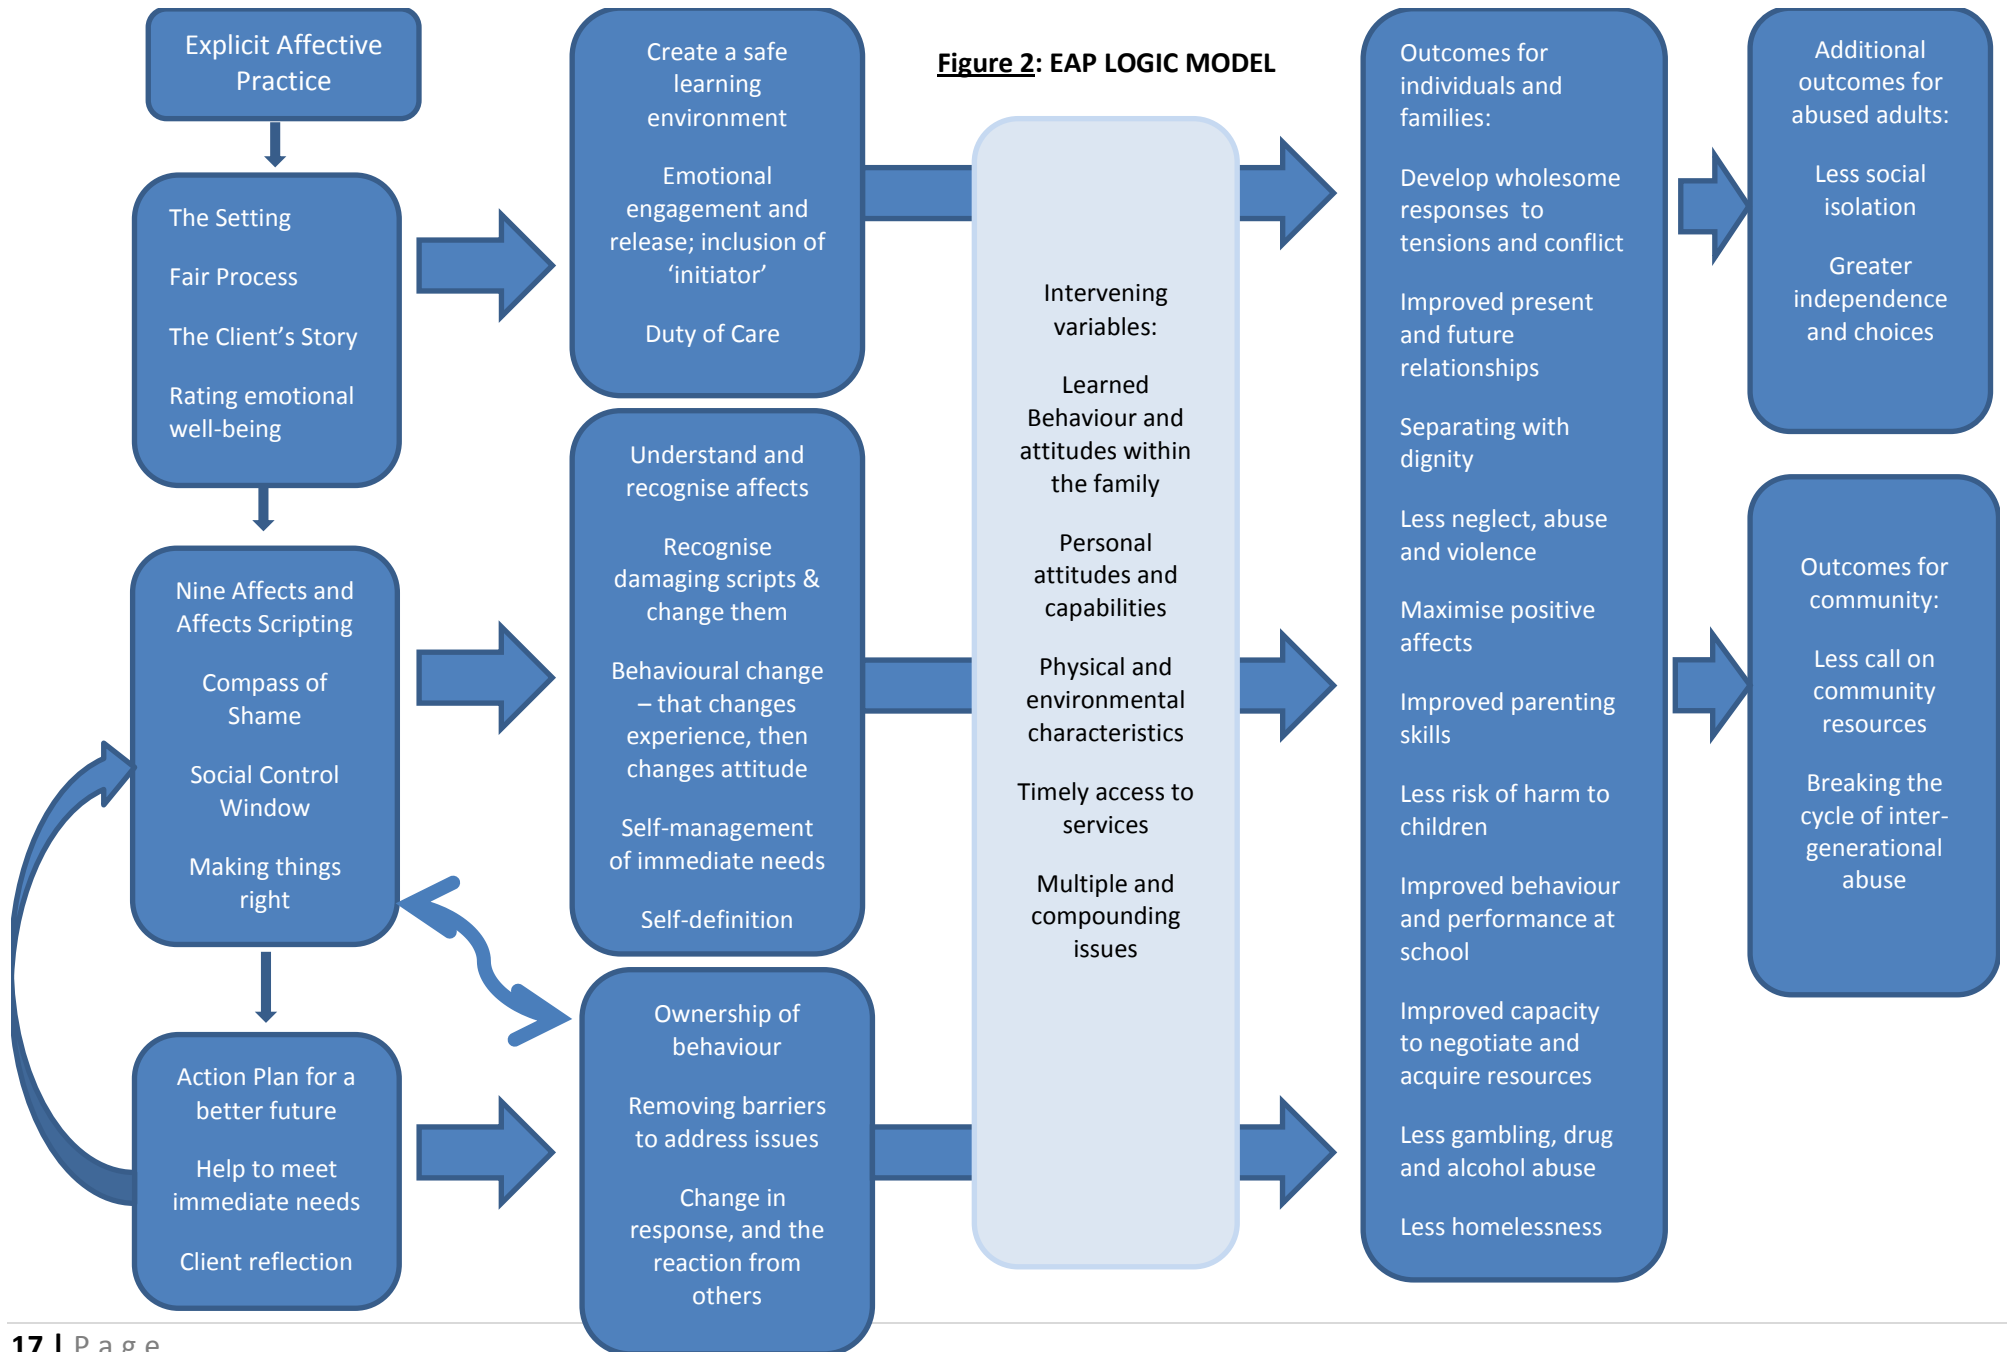 Explicit Affective
Practice
The Setting
Fair Process
The Client’s Story
Rating emotional
well-being
Nine Affects and
Affects Scripting
Compass of
Shame
Social Control
Window
Making things
right
Action Plan for a
better future
Help to meet
immediate needs
Client reflection
Create a safe
learning
environment
Emotional
engagement and
release; inclusion of
‘initiator’
Duty of Care
Understand and
recognise affects
Recognise
damaging scripts &
change them
Behavioural change
– that changes
experience, then
changes attitude
Self-management
of immediate needs
Self-definition
Ownership of
behaviour
Removing barriers
to address issues
Change in
response, and the
reaction from
others
Figure 2: EAP LOGIC MODEL
Intervening
variables:
Learned
Behaviour and
attitudes within
the family
Personal
attitudes and
capabilities
Physical and
environmental
characteristics
Timely access to
services
Multiple and
compounding
issues
Outcomes for
individuals and
families:
Develop wholesome
responses to
tensions and conflict
Improved present
and future
relationships
Separating with
dignity
Less neglect, abuse
and violence
Maximise positive
affects
Improved parenting
skills
Less risk of harm to
children
Improved behaviour
and performance at
school
Improved capacity
to negotiate and
acquire resources
Less gambling, drug
and alcohol abuse
Less homelessness
Additional
outcomes for
abused adults:
Less social
isolation
Greater
independence
and choices
Outcomes for
community:
Less call on
community
resources
Breaking the
cycle of inter-
generational
abuse
17 | Page